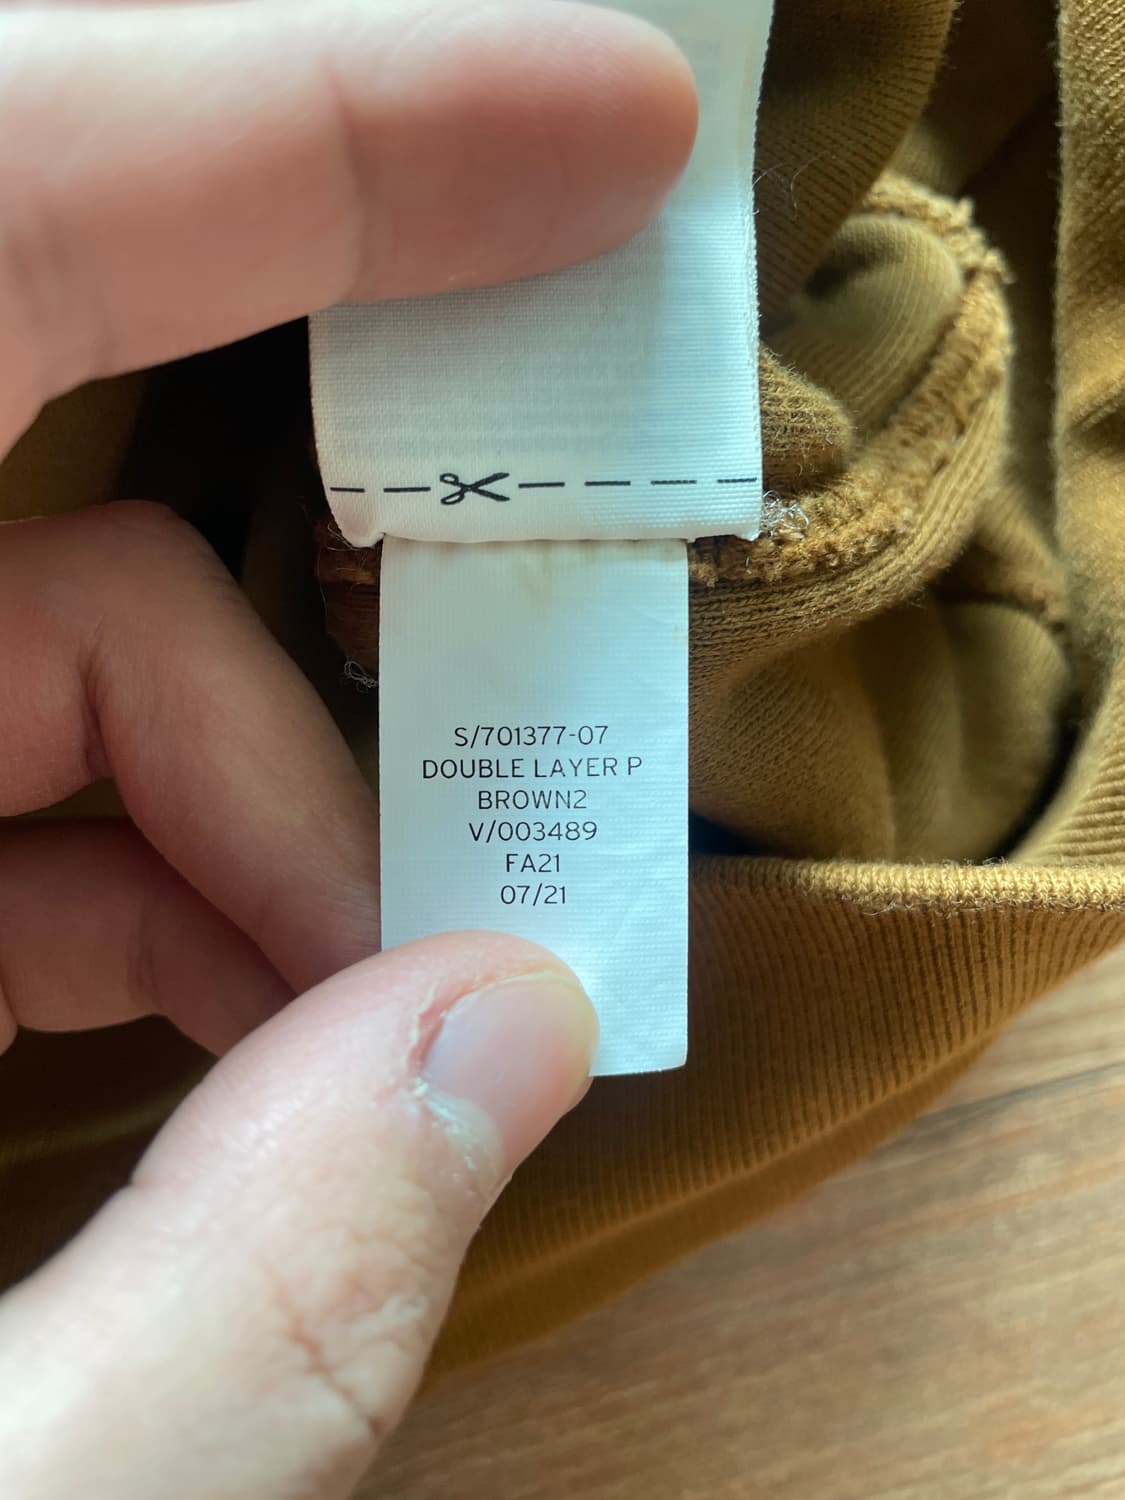 S/701377-07
DOUBLE LAYER P
BROWN2
V/003489
FA21
07/21